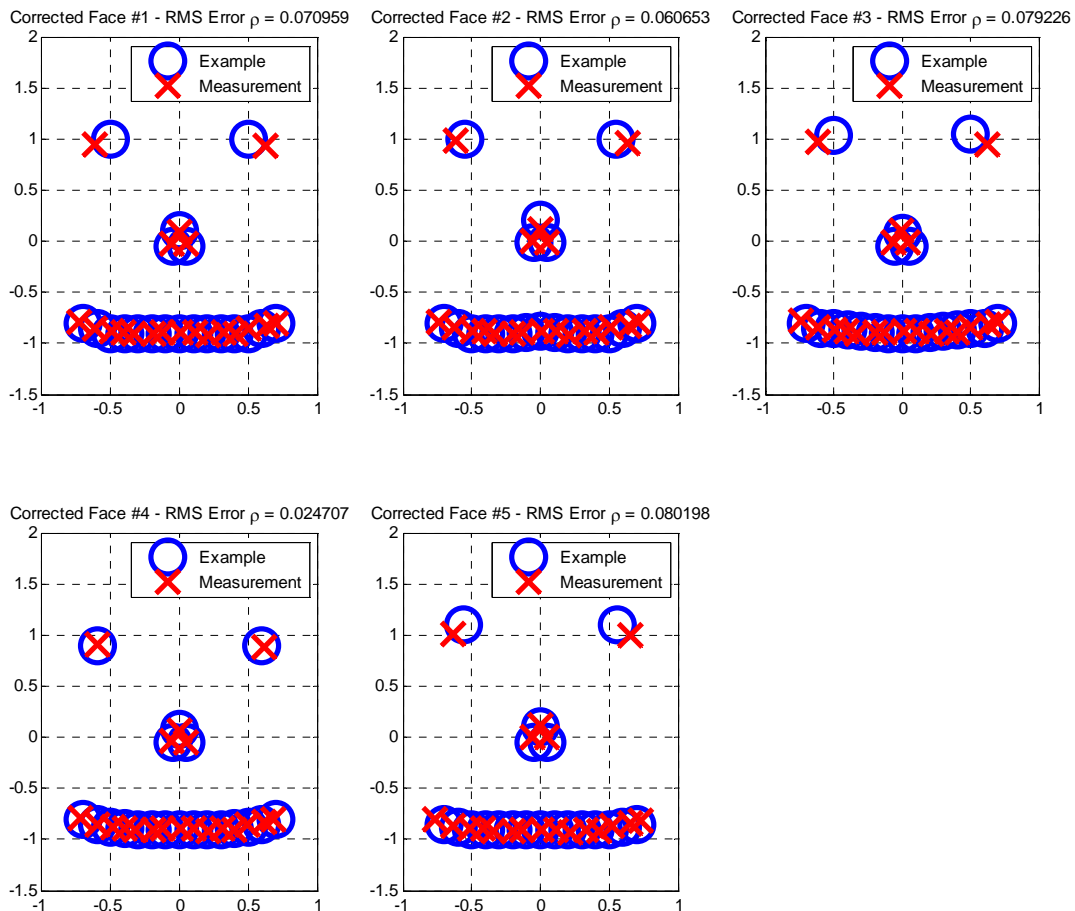 Corrected Face #1 - RMS Error ρ = 0.070959
Example
Measurement
2
1.5
1
0.5
0
-0.5
-1
-1.5
-1 -0.5 0 0.5 1
Corrected Face #2 - RMS Error ρ = 0.060653
Example
Measurement
2
1.5
1
0.5
0
-0.5
-1
-1.5
-1 -0.5 0 0.5 1
Corrected Face #3 - RMS Error ρ = 0.079226
Example
Measurement
2
1.5
1
0.5
0
-0.5
-1
-1.5
-1 -0.5 0 0.5 1
Corrected Face #4 - RMS Error ρ = 0.024707
Example
Measurement
2
1.5
1
0.5
0
-0.5
-1
-1.5
-1 -0.5 0 0.5 1
Corrected Face #5 - RMS Error ρ = 0.080198
Example
Measurement
2
1.5
1
0.5
0
-0.5
-1
-1.5
-1 -0.5 0 0.5 1